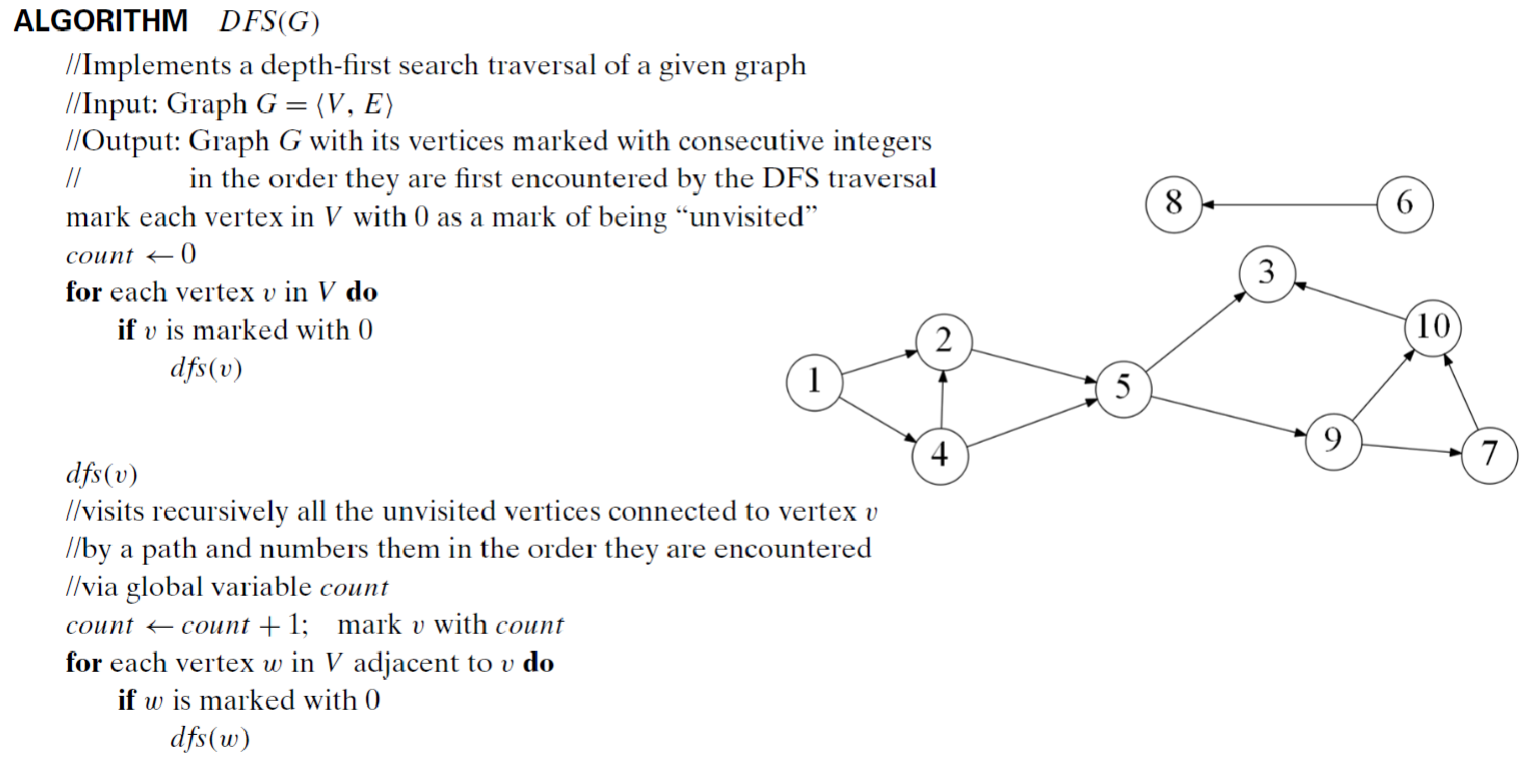 ALGORITHM DFS(G)
//Implements a depth-first search traversal of a given graph
//Input: Graph G = ⟨V, E⟩
//Output: Graph G with its vertices marked with consecutive integers
// in the order they are first encountered by the DFS traversal
mark each vertex in V with 0 as a mark of being “unvisited”
count ← 0
for each vertex v in V do
if v is marked with 0
dfs(v)
dfs(v)
//visits recursively all the unvisited vertices connected to vertex v
//by a path and numbers them in the order they are encountered
//via global variable count
count ← count + 1; mark v with count
for each vertex w in V adjacent to v do
if w is marked with 0
dfs(w)
8
6
3
10
2
1
5
9
4
7